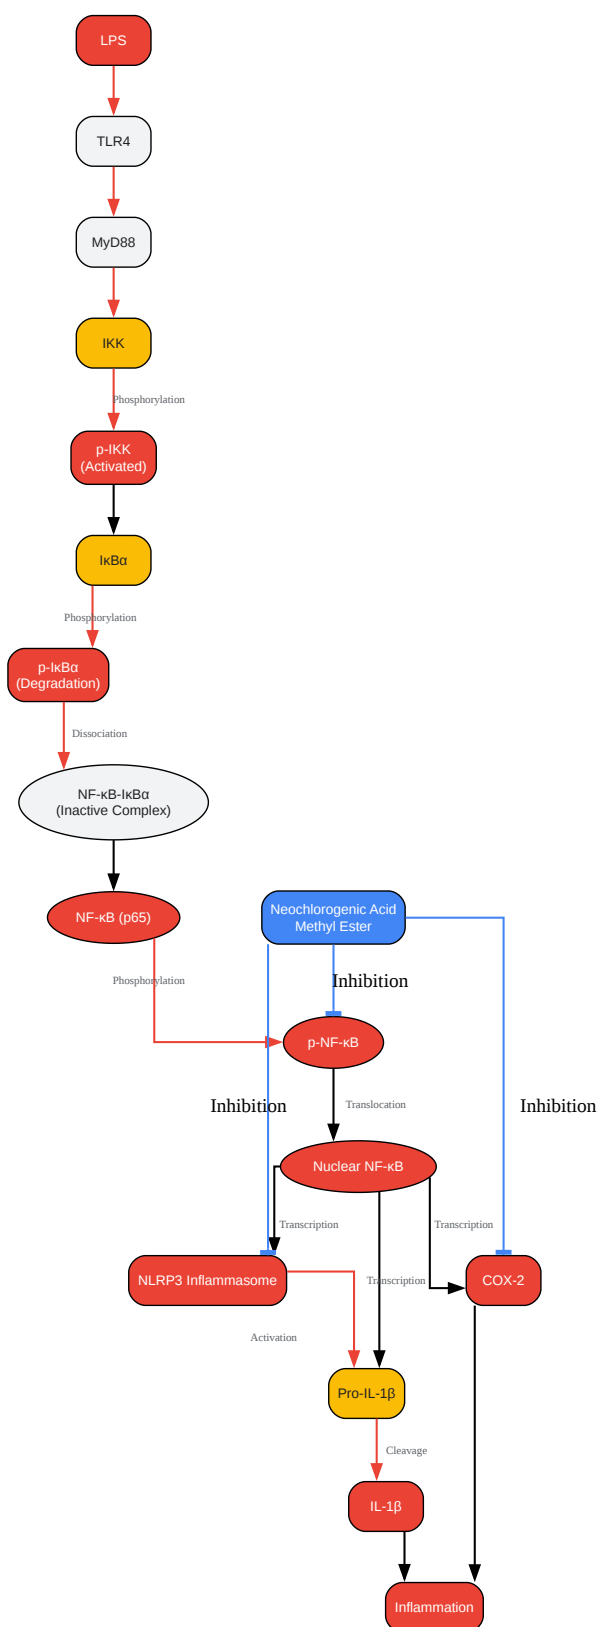 LPS
TLR4
MyD88
IKK
Phosphorylation
p-IKK
(Activated)
IκBα
Phosphorylation
p-IκBα
(Degradation)
Dissociation
NF-κB-IκBα
(Inactive Complex)
NF-κB (p65)
Neochlorogenic Acid
Methyl Ester
Phosphorylation
Inhibition
p-NF-κB
Inhibition
Translocation
Inhibition
Nuclear NF-κB
Transcription
Transcription
NLRP3 Inflammasome
Transcription
COX-2
Activation
Pro-IL-1β
Cleavage
IL-1β
Inflammation